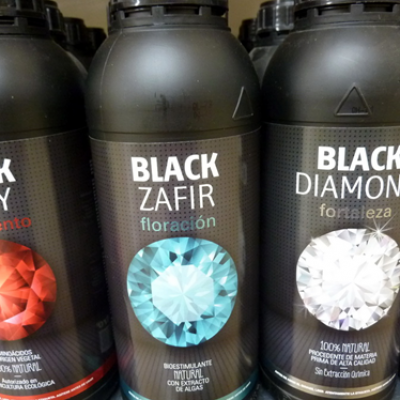 K
Y
ento
AMINOÁCIDOS
ORIGEN VEGETAL
100% NATURAL
Autorizado en
AGRICULTURA ECOLÓGICA
BLACK
ZAFIR
floración
BIOESTIMULANTE
NATURAL
CON EXTRACTO
DE ALGAS
BLACK
DIAMON
fortaleza
100% NATURAL
PROCEDENTE DE MATERIA
PRIMA DE ALTA CALIDAD
Sin Extracción Química